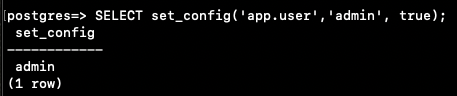 postgres=> SELECT set_config('app.user','admin', true);
set_config
------------
admin
(1 row)